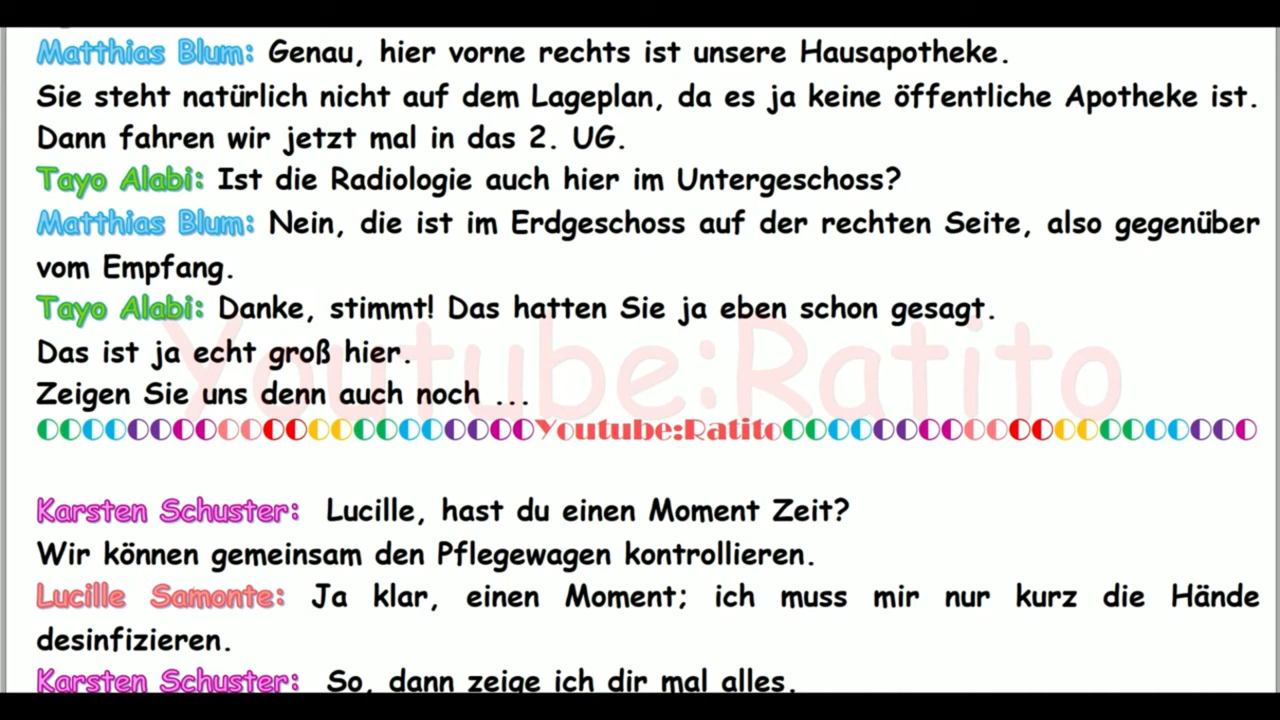 Matthias Blum: Genau, hier vorne rechts ist unsere Hausapotheke.
Sie steht natürlich nicht auf dem Lageplan, da es ja keine öffentliche Apotheke ist.
Dann fahren wir jetzt mal in das 2. UG.
Tayo Alabi: Ist die Radiologie auch hier im Untergeschoss?
Matthias Blum: Nein, die ist im Erdgeschoss auf der rechten Seite, also gegenüber
vom Empfang.
Tayo Alabi: Danke, stimmt! Das hatten Sie ja eben schon gesagt.
Das ist ja echt groß hier.
Zeigen Sie uns denn auch noch ...
Youtube:Ratito
Youtube:Ratito
Karsten Schuster: Lucille, hast du einen Moment Zeit?
Wir können gemeinsam den Pflegewagen kontrollieren.
Lucille Samonte: Ja klar, einen Moment; ich muss mir nur kurz die Hände
desinfizieren.
Karsten Schuster: So, dann zeige ich dir mal alles.